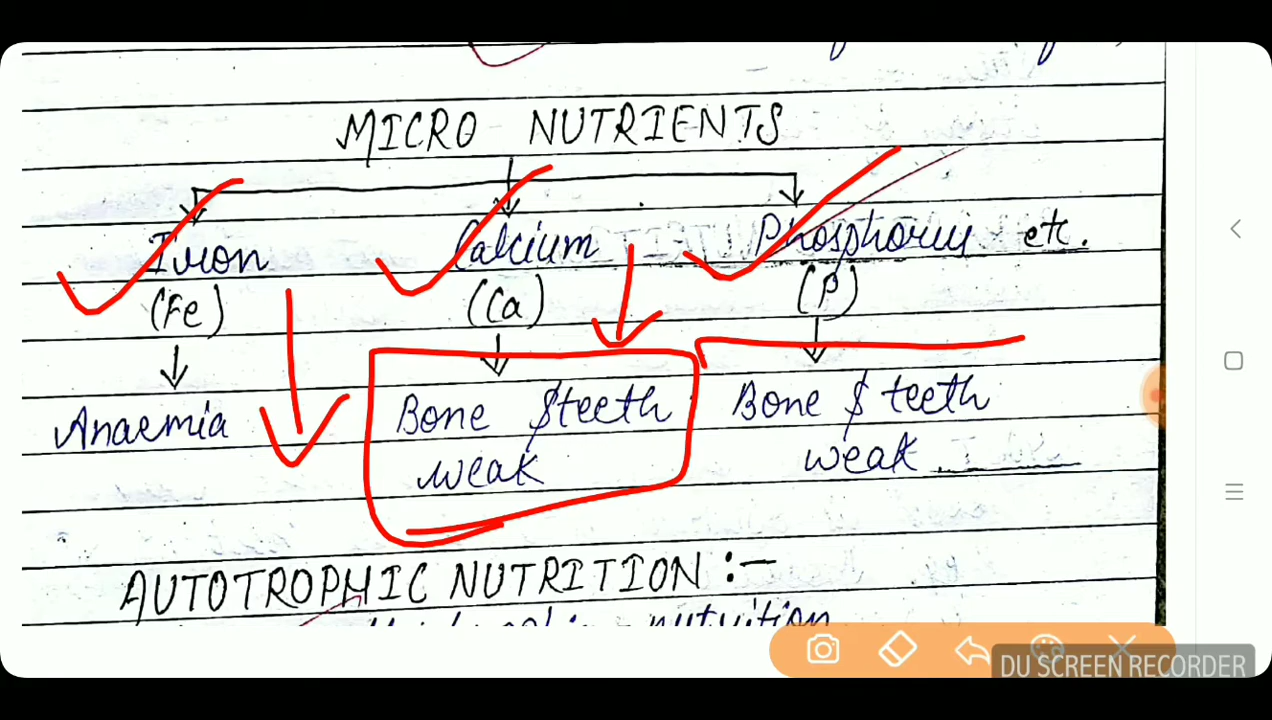 MICRO NUTRIENTS
Iron Calcium Phosphorus etc.
(Fe) (Ca) (P)
Anaemia Bone & teeth Bone & teeth
weak weak
AUTOTROPHIC NUTRITION :-
nutrition
DU SCREEN RECORDER